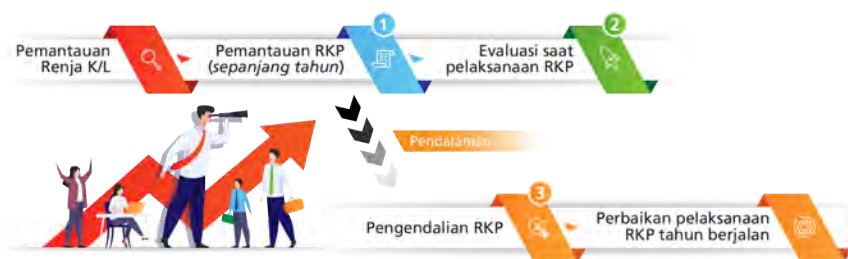 1
2
Pemantauan
Renja K/L
Pemantauan RKP
(sepanjang tahun)
Evaluasi saat
pelaksanaan RKP
Pendalaman
3
Pengendalian RKP
Perbaikan pelaksanaan
RKP tahun berjalan